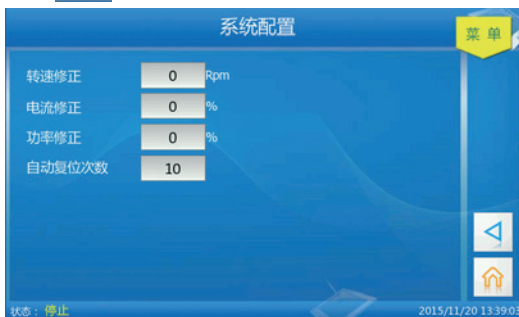 系统配置
菜 单
转速修正 0 Rpm
电流修正 0 %
功率修正 0 %
自动复位次数 10
状态： 停止 2015/11/20 13:39:03